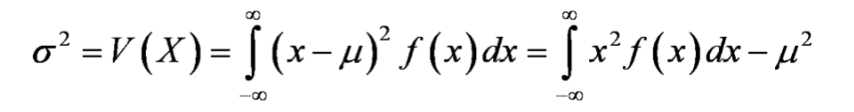 σ² = V(X) = ∫_{-∞}^{∞} (x − μ)² f(x)dx = ∫_{-∞}^{∞} x² f(x)dx − μ²